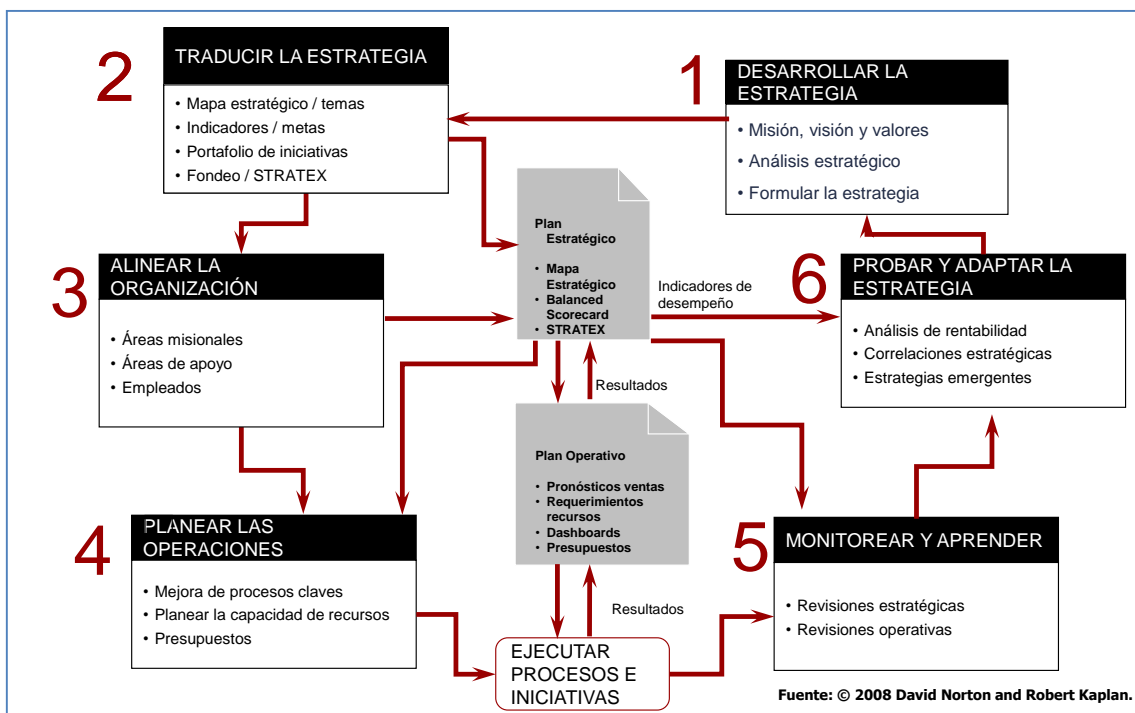 1
DESARROLLAR LA
ESTRATEGIA
• Misión, visión y valores
• Análisis estratégico
• Formular la estrategia
2
TRADUCIR LA ESTRATEGIA
• Mapa estratégico / temas
• Indicadores / metas
• Portafolio de iniciativas
• Fondeo / STRATEX
3
ALINEAR LA
ORGANIZACIÓN
• Áreas misionales
• Áreas de apoyo
• Empleados
4
PLANEAR LAS
OPERACIONES
• Mejora de procesos claves
• Planear la capacidad de recursos
• Presupuestos
Plan
Estratégico
• Mapa
Estratégico
• Balanced
Scorecard
• STRATEX
Indicadores de
desempeño
Resultados
Plan Operativo
• Pronósticos ventas
• Requerimientos
recursos
• Dashboards
• Presupuestos
Resultados
EJECUTAR
PROCESOS E
INICIATIVAS
5
MONITOREAR Y APRENDER
• Revisiones estratégicas
• Revisiones operativas
6
PROBAR Y ADAPTAR LA
ESTRATEGIA
• Análisis de rentabilidad
• Correlaciones estratégicas
• Estrategias emergentes
Fuente: © 2008 David Norton and Robert Kaplan.